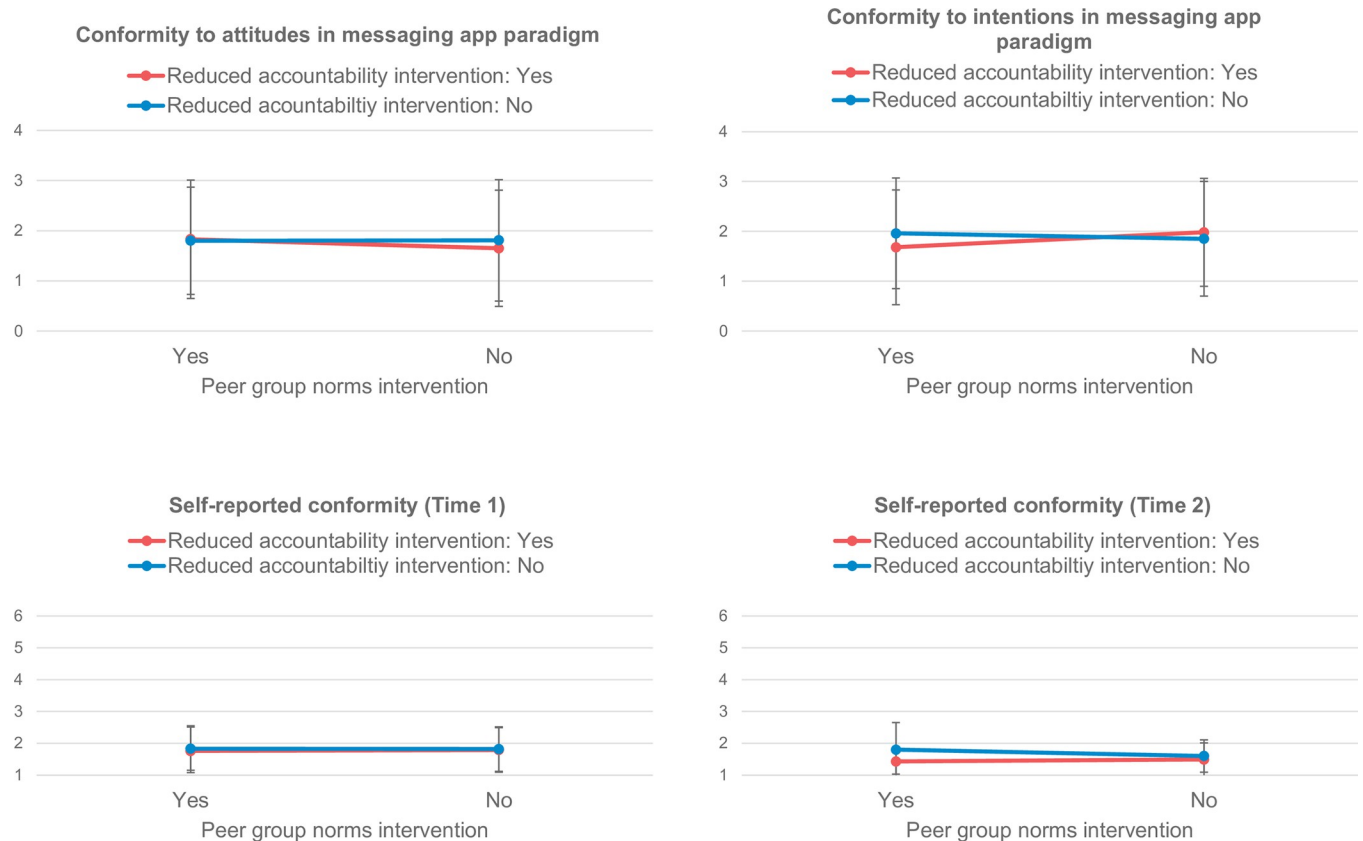 Conformity to attitudes in messaging app paradigm
Reduced accountability intervention: Yes
Reduced acountabiltiy intervention: No
4
3
2
1
0
Yes No
Peer group norms intervention
Conformity to intentions in messaging app
paradigm
Reduced accountability intervention: Yes
Reduced accountabiltiy intervention: No
4
3
2
1
0
Yes No
Peer group norms intervention
Self-reported conformity (Time 1)
Reduced accountability intervention: Yes
Reduced accountabiltiy intervention: No
6
5
4
3
2
1
Yes No
Peer group norms intervention
Self-reported conformity (Time 2)
Reduced accountability intervention: Yes
Reduced accountabiltiy intervention: No
6
5
4
3
2
1
Yes No
Peer group norms intervention